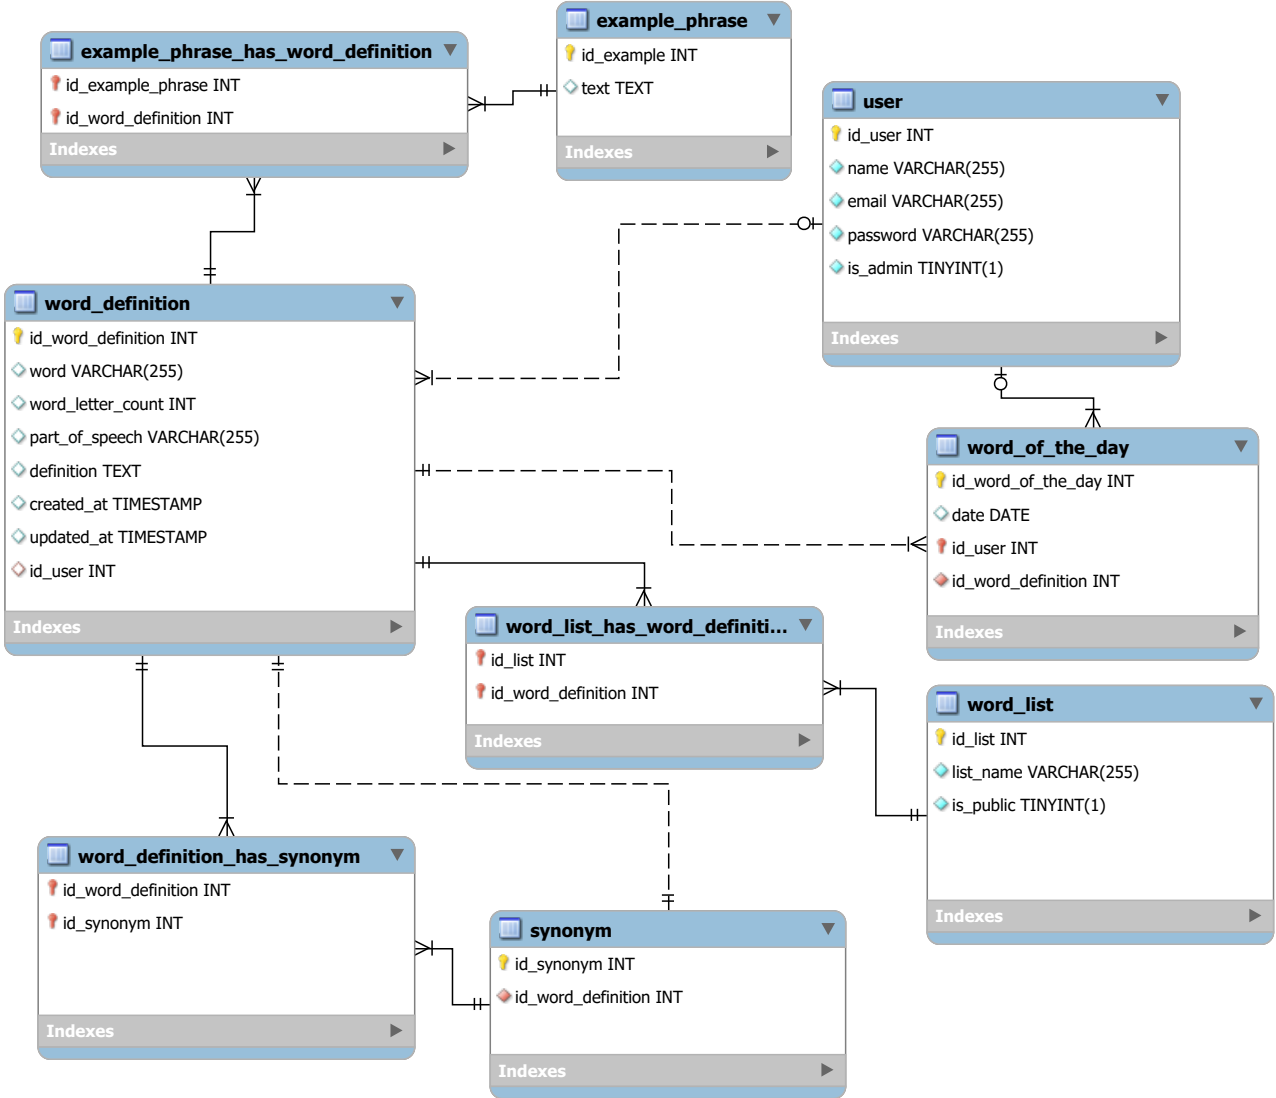 example_phrase_has_word_definition
id_example_phrase INT
id_word_definition INT
Indexes
example_phrase
id_example INT
text TEXT
Indexes
user
id_user INT
name VARCHAR(255)
email VARCHAR(255)
password VARCHAR(255)
is_admin TINYINT(1)
Indexes
word_definition
id_word_definition INT
word VARCHAR(255)
word_letter_count INT
part_of_speech VARCHAR(255)
definition TEXT
created_at TIMESTAMP
updated_at TIMESTAMP
id_user INT
Indexes
word_of_the_day
id_word_of_the_day INT
date DATE
id_user INT
id_word_definition INT
Indexes
word_list_has_word_definiti...
id_list INT
id_word_definition INT
Indexes
word_list
id_list INT
list_name VARCHAR(255)
is_public TINYINT(1)
Indexes
word_definition_has_synonym
id_word_definition INT
id_synonym INT
Indexes
synonym
id_synonym INT
id_word_definition INT
Indexes